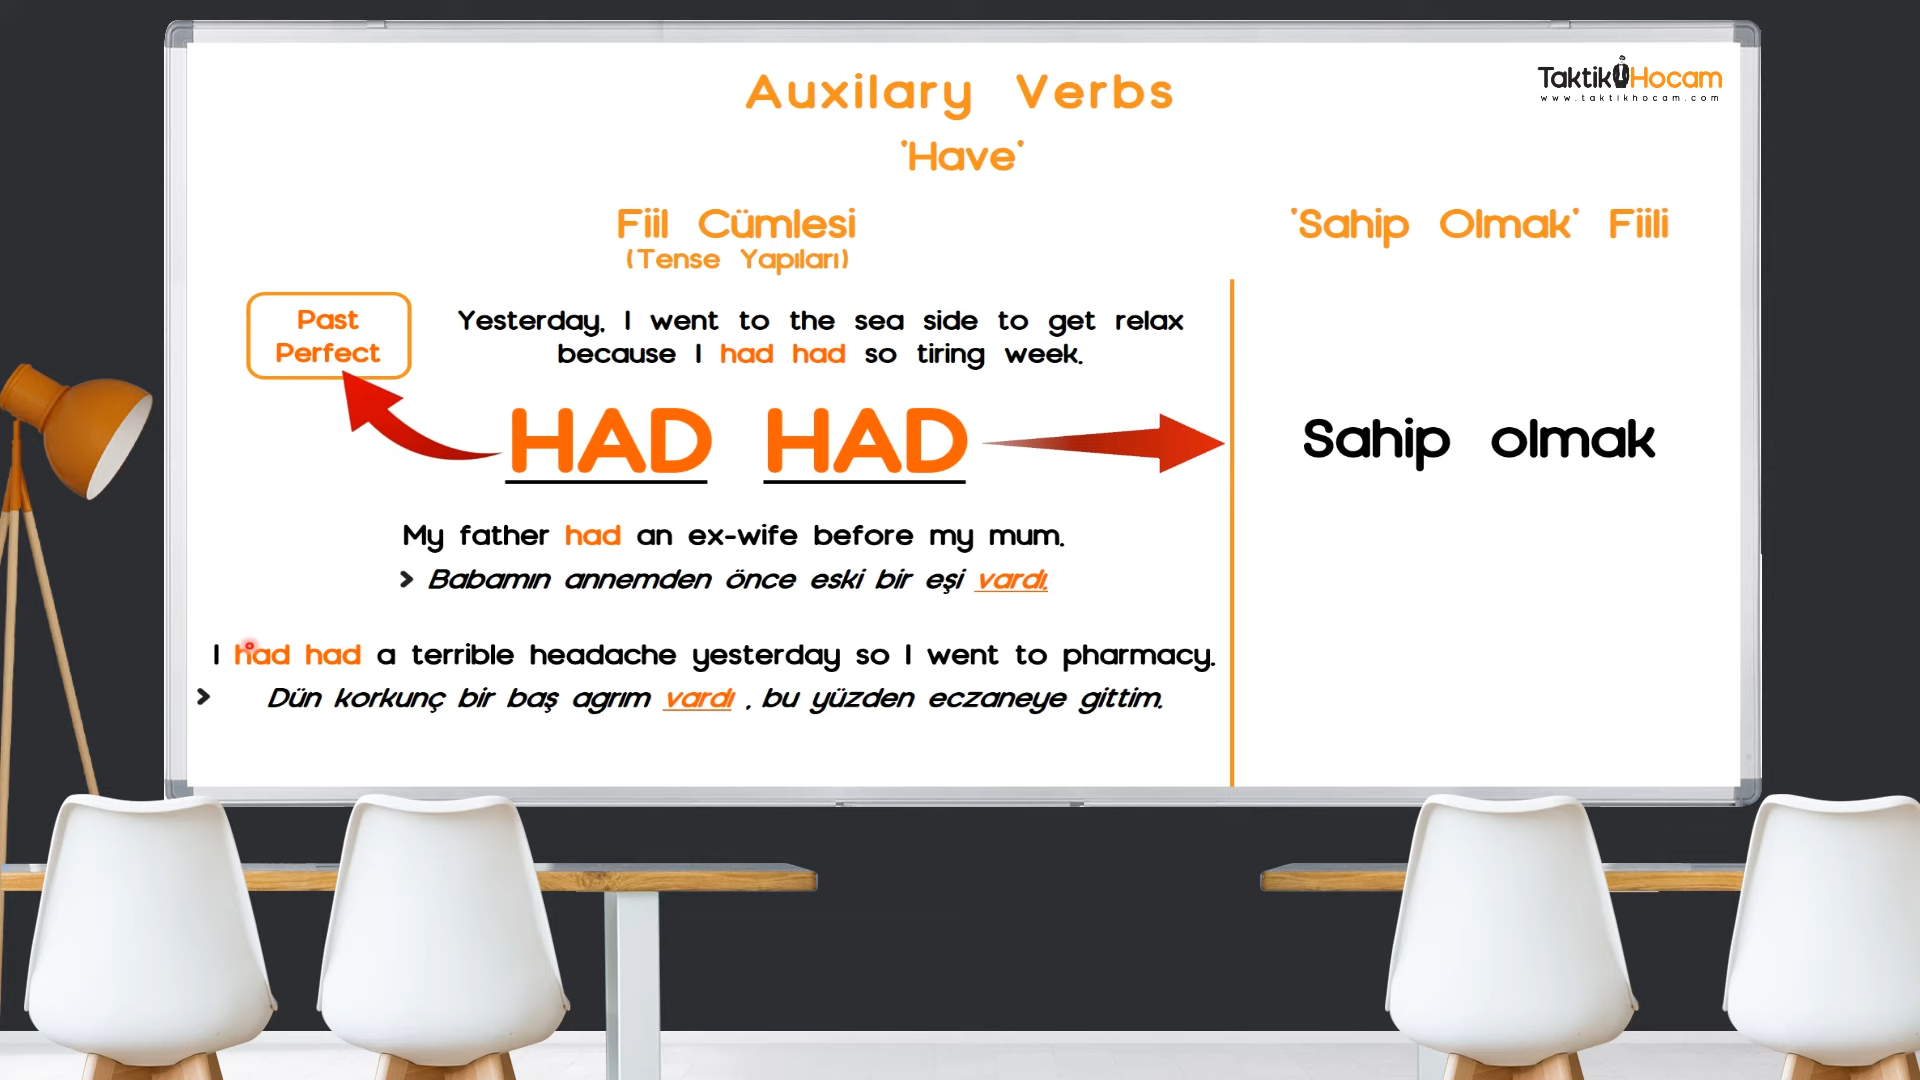 Auxilary Verbs
'Have'
TaktikHocam
www.taktikhocam.com
Fiil Cümlesi
(Tense Yapıları)
'Sahip Olmak' Fiili
Past
Perfect
Yesterday, I went to the sea side to get relax
because I had had so tiring week.
HAD HAD
Sahip olmak
My father had an ex-wife before my mum.
Babamın annemden önce eski bir eşi vardı.
I had had a terrible headache yesterday so I went to pharmacy.
Dün korkunç bir baş agrım vardı , bu yüzden eczaneye gittim.